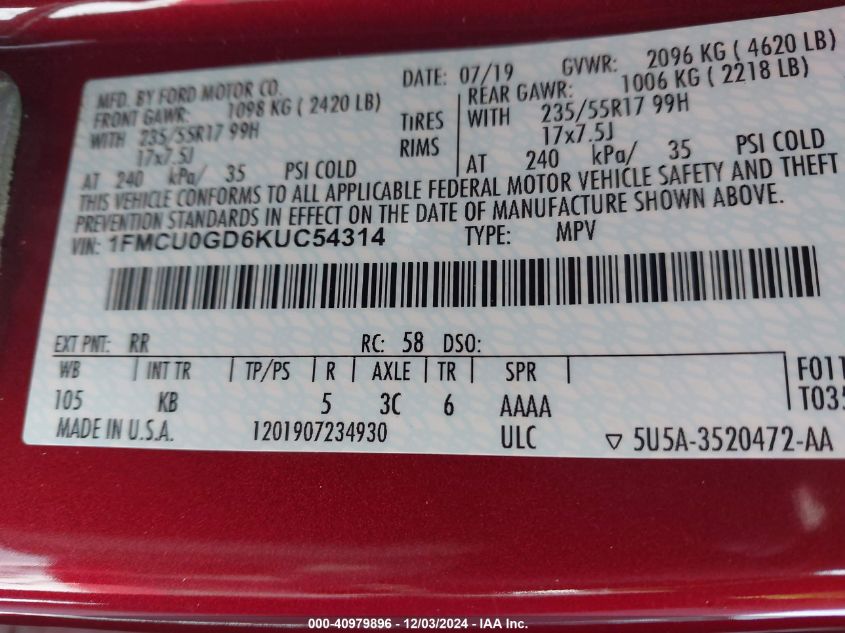 MFD. BY FORD MOTOR CO. DATE: 07/19 GVWR: 2096 KG ( 4620 LB)
FRONT GAWR: 1098 KG ( 2420 LB) REAR GAWR: 1006 KG ( 2218 LB)
WITH 235/55R17 99H TIRES WITH 235/55R17 99H
17x7.5J RIMS 17x7.5J
AT 240 kPa/ 35 PSI COLD AT 240 kPa/ 35 PSI COLD
THIS VEHICLE CONFORMS TO ALL APPLICABLE FEDERAL MOTOR VEHICLE SAFETY AND THEFT
PREVENTION STANDARDS IN EFFECT ON THE DATE OF MANUFACTURE SHOWN ABOVE.
VIN: 1FMCU0GD6KUC54314 TYPE: MPV
EXT PNT: RR RC: 58 DSO:
WB INT TR TP/PS R AXLE TR SPR F011
105 KB 5 3C 6 AAAA T035
MADE IN U.S.A. 1201907234930 ULC ▽ 5U5A-3520472-AA
000-40979896 - 12/03/2024 - IAA Inc.